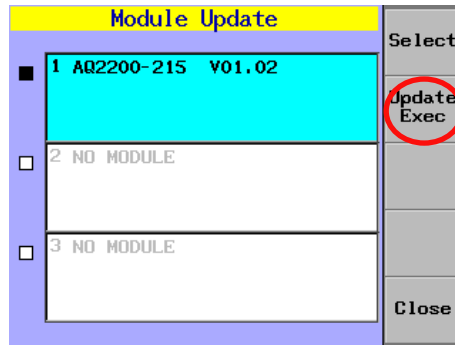 Module Update
Select
1 AQ2200-215 V01.02
Update
Exec
2 NO MODULE
3 NO MODULE
Close